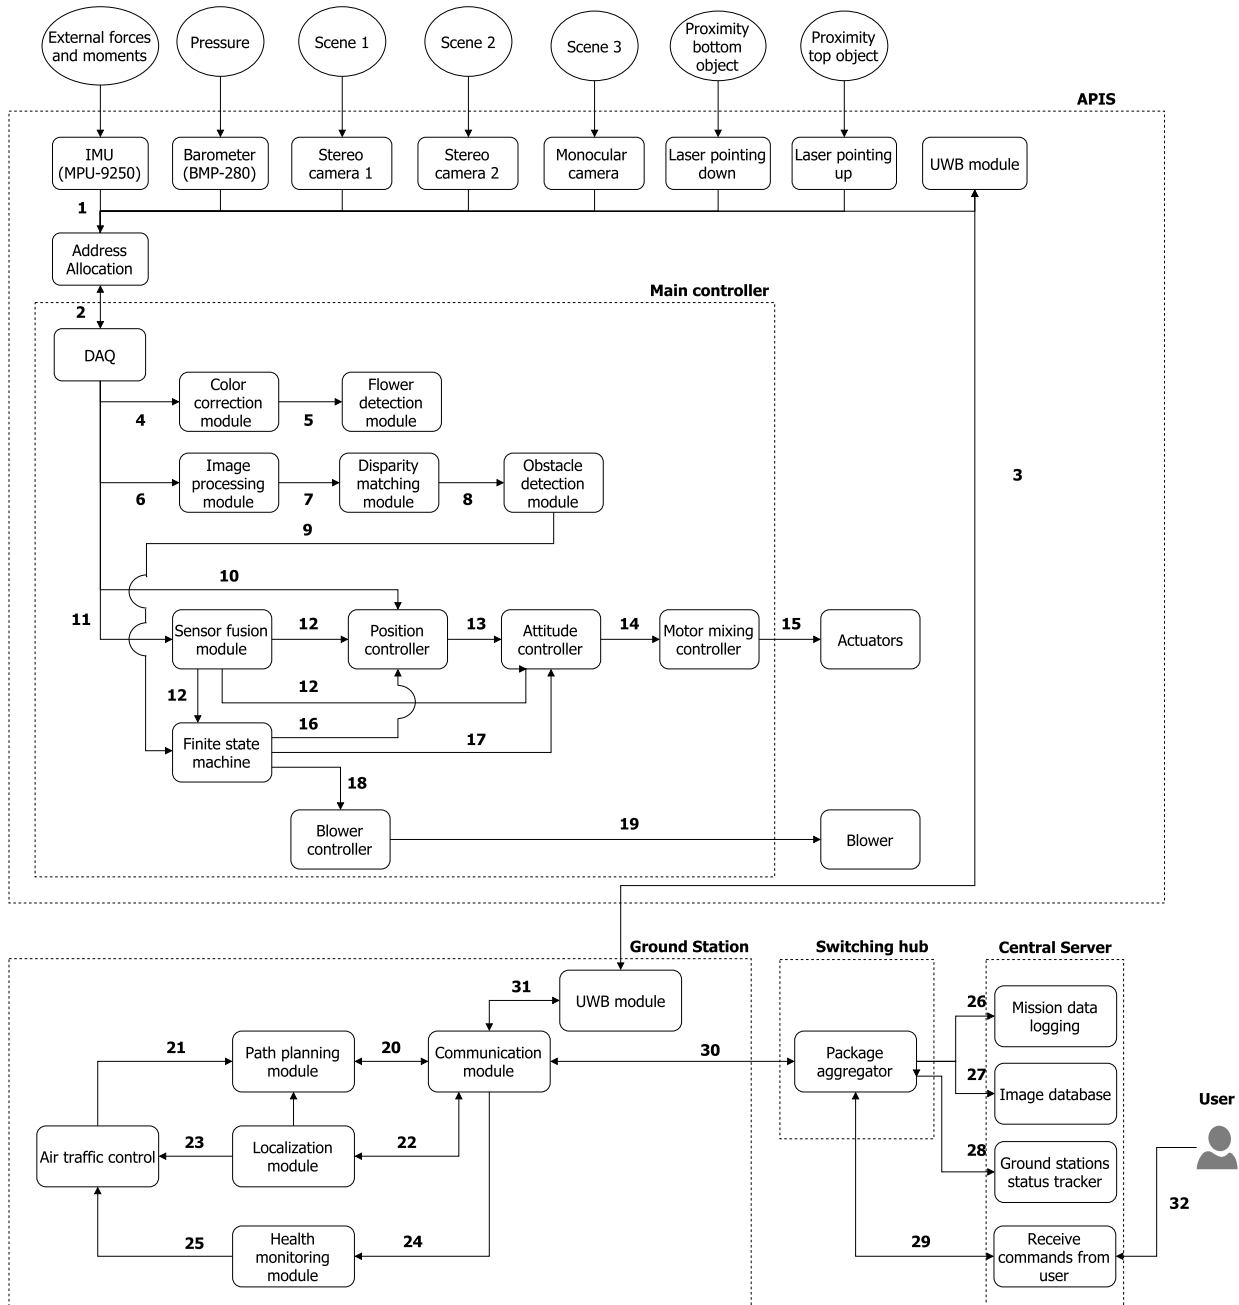 External forces
and moments
Pressure
Scene 1
Scene 2
Scene 3
Proximity
bottom
object
Proximity
top object
APIS
IMU
(MPU-9250)
Barometer
(BMP-280)
Stereo
camera 1
Stereo
camera 2
Monocular
camera
Laser pointing
down
Laser pointing
up
UWB module
1
Address
Allocation
2
Main controller
DAQ
Color
correction
module
Flower
detection
module
4
5
Image
processing
module
Disparity
matching
module
Obstacle
detection
module
6
7
8
3
9
10
11
Sensor fusion
module
12
Position
controller
13
Attitude
controller
14
Motor mixing
controller
15
Actuators
12
12
16
17
Finite state
machine
18
Blower
controller
19
Blower
Ground Station
Switching hub
Central Server
31
UWB module
26
Mission data
logging
21
Path planning
module
20
Communication
module
30
Package
aggregator
27
Image database
User
Air traffic control
23
Localization
module
22
28
Ground stations
status tracker
32
25
Health
monitoring
module
24
29
Receive
commands from
user